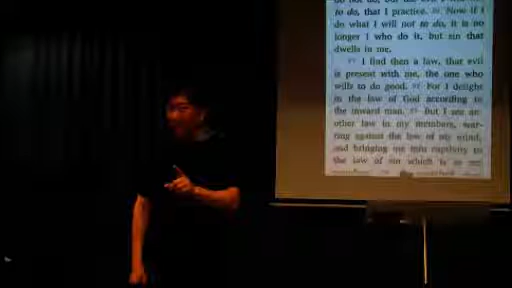 to do, that I practice. 20. Now if I
do what I will not to do, it is no
longer I who do it, but sin that
dwells in me.
I find then a law, that evil
is present with me, the one who
wills to do good. 22. For I delight
in the law of God according to
the inward man. But I see an-
other law in my members, war-
ring against the law of my mind,
and bringing me into captivity to
the law of sin which is in my